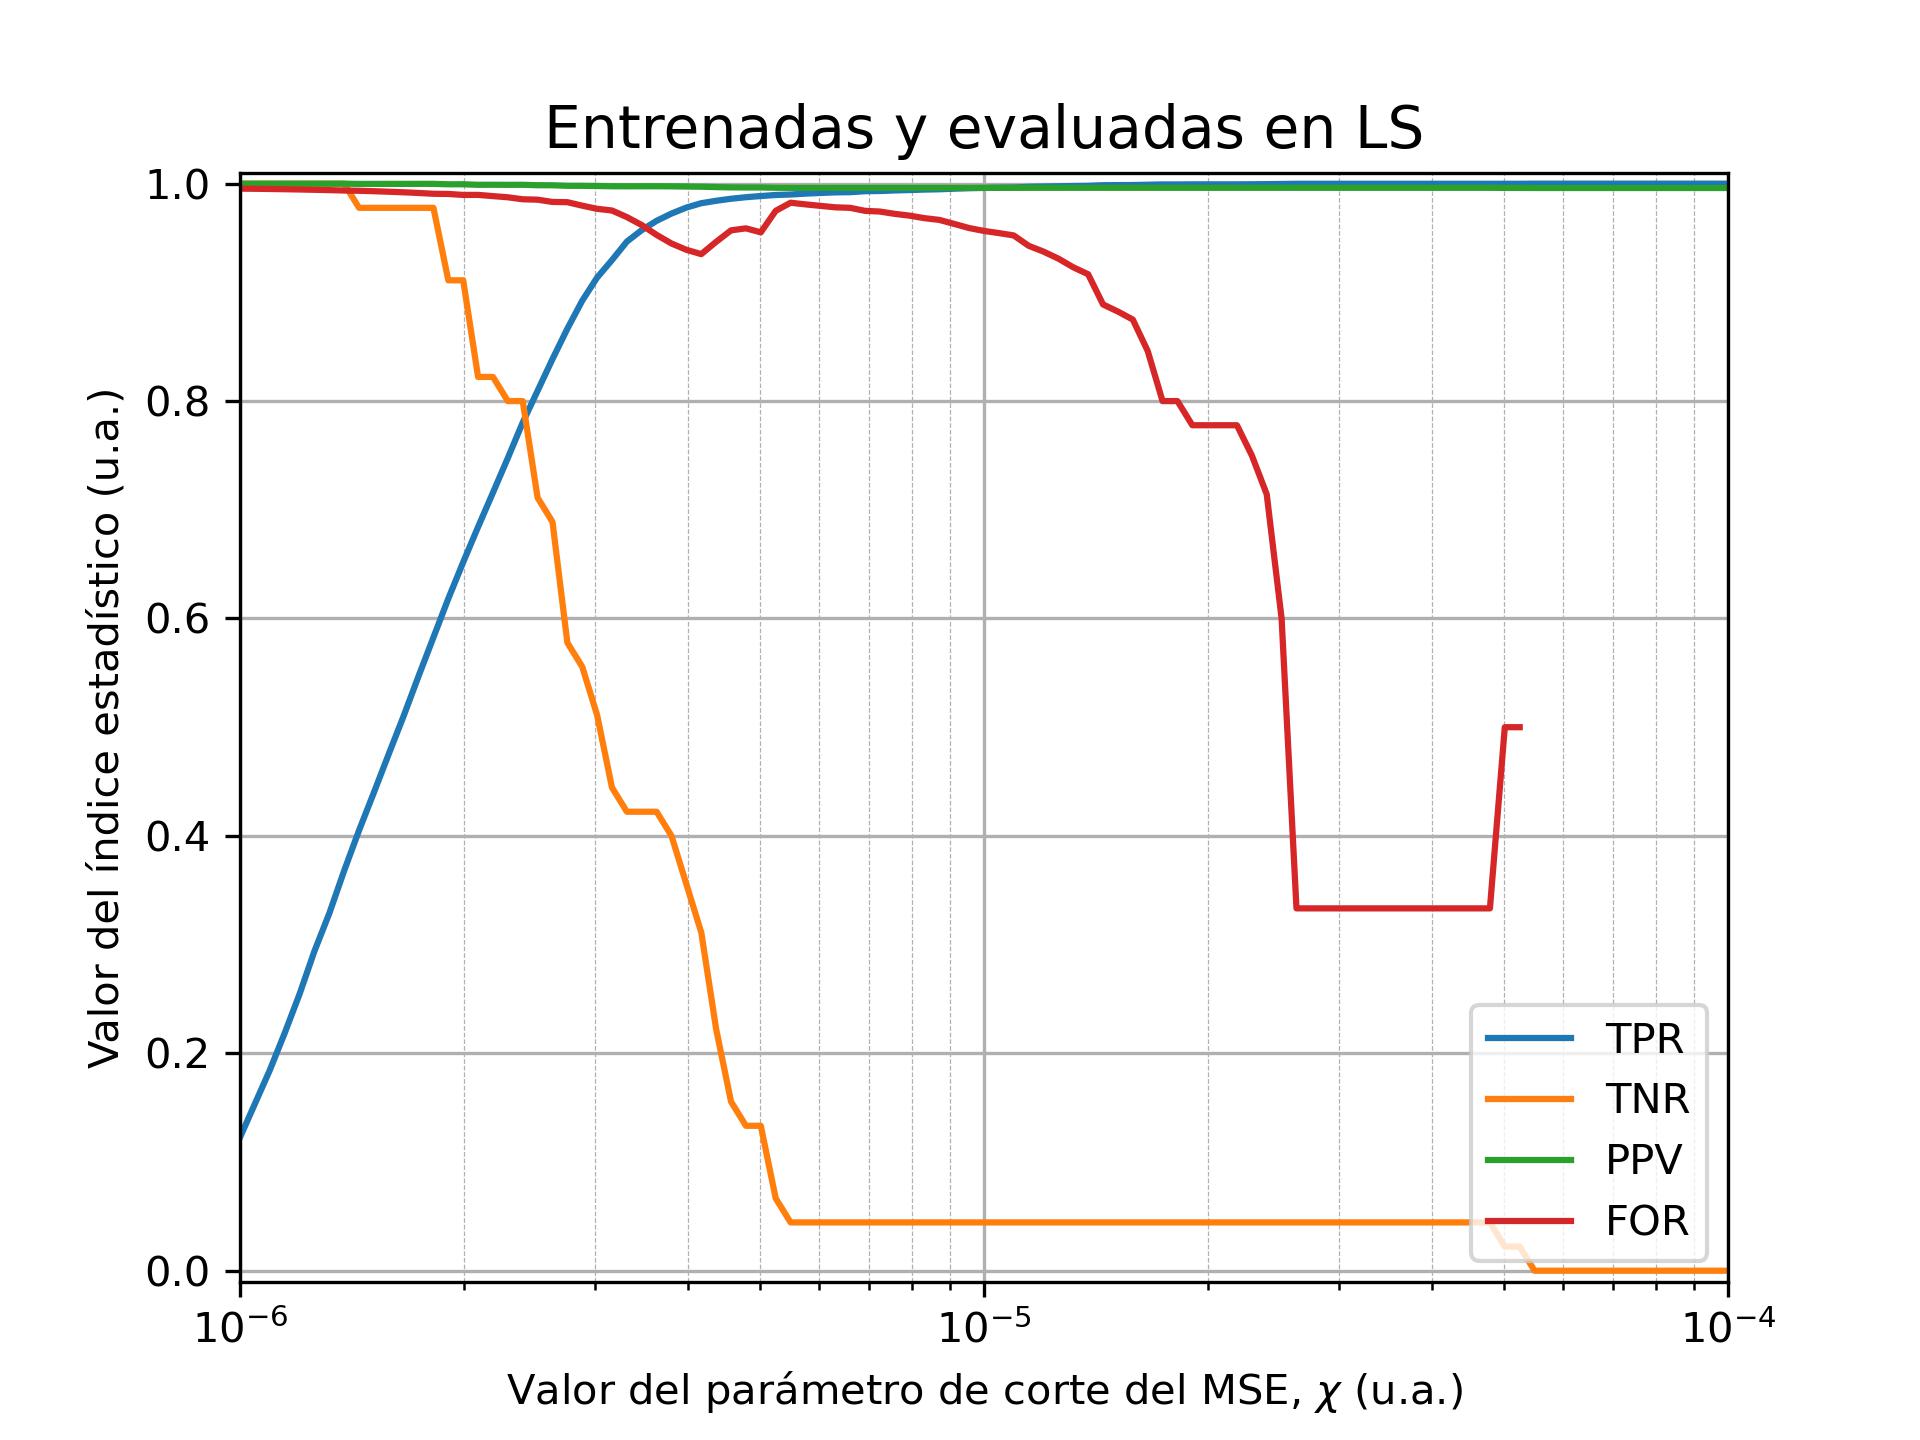 Entrenadas y evaluadas en LS
Valor del índice estadístico (u.a.)
1.0
0.8
0.6
0.4
0.2
0.0
10⁻⁶
10⁻⁵
10⁻⁴
Valor del parámetro de corte del MSE, χ (u.a.)
TPR
TNR
PPV
FOR